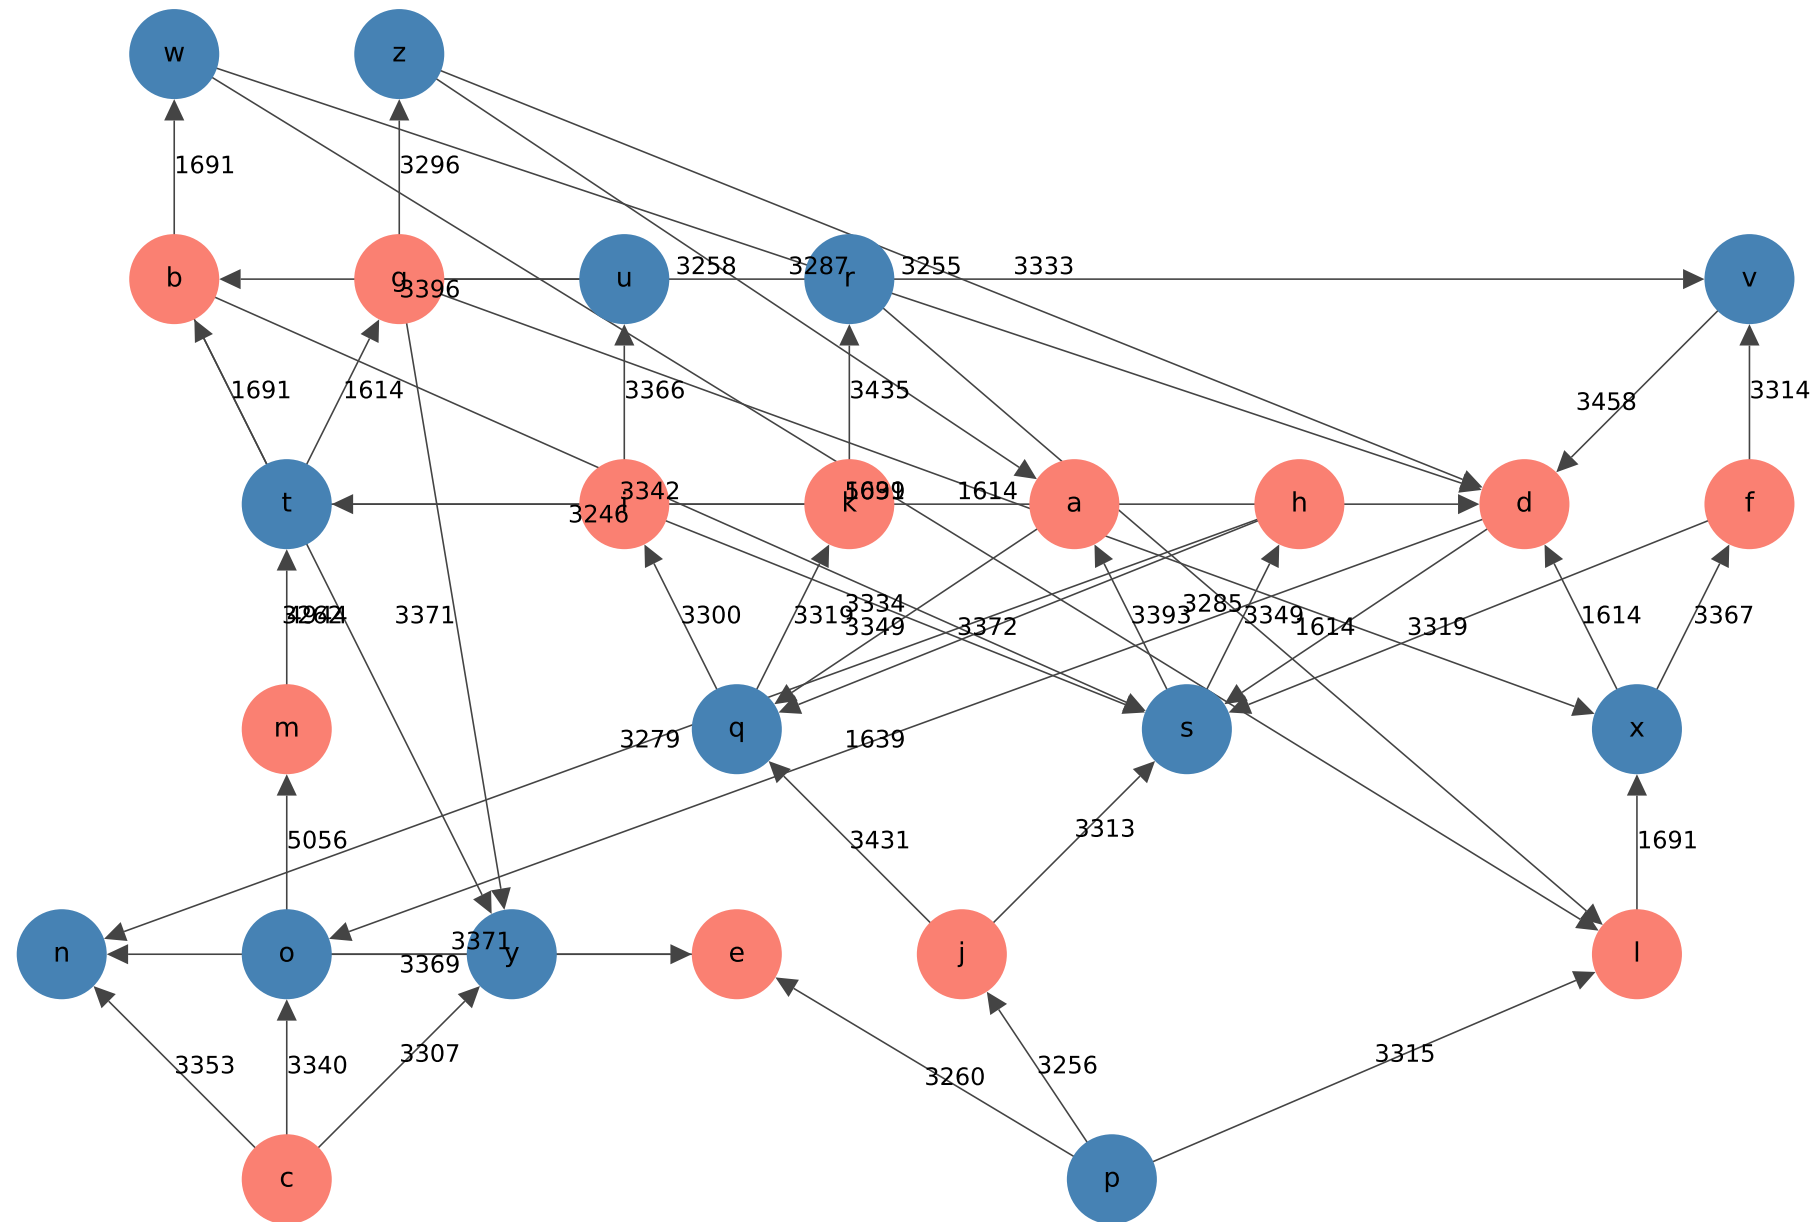 w z
1691 3296
b g u r v
3258 3287 3255 3333
3396
1691 1614 3366 3435 3458 3314
t k a h d f
3342 1614
3246
3371 3300 3319 3334 3349 3372 3393 3285 3349 1614 3319 1614 3367
m q s x
3279 1639
5056 3431 3313 1691
n o y e j l
3371
3369
3353 3340 3307 3260 3256 3315
c p